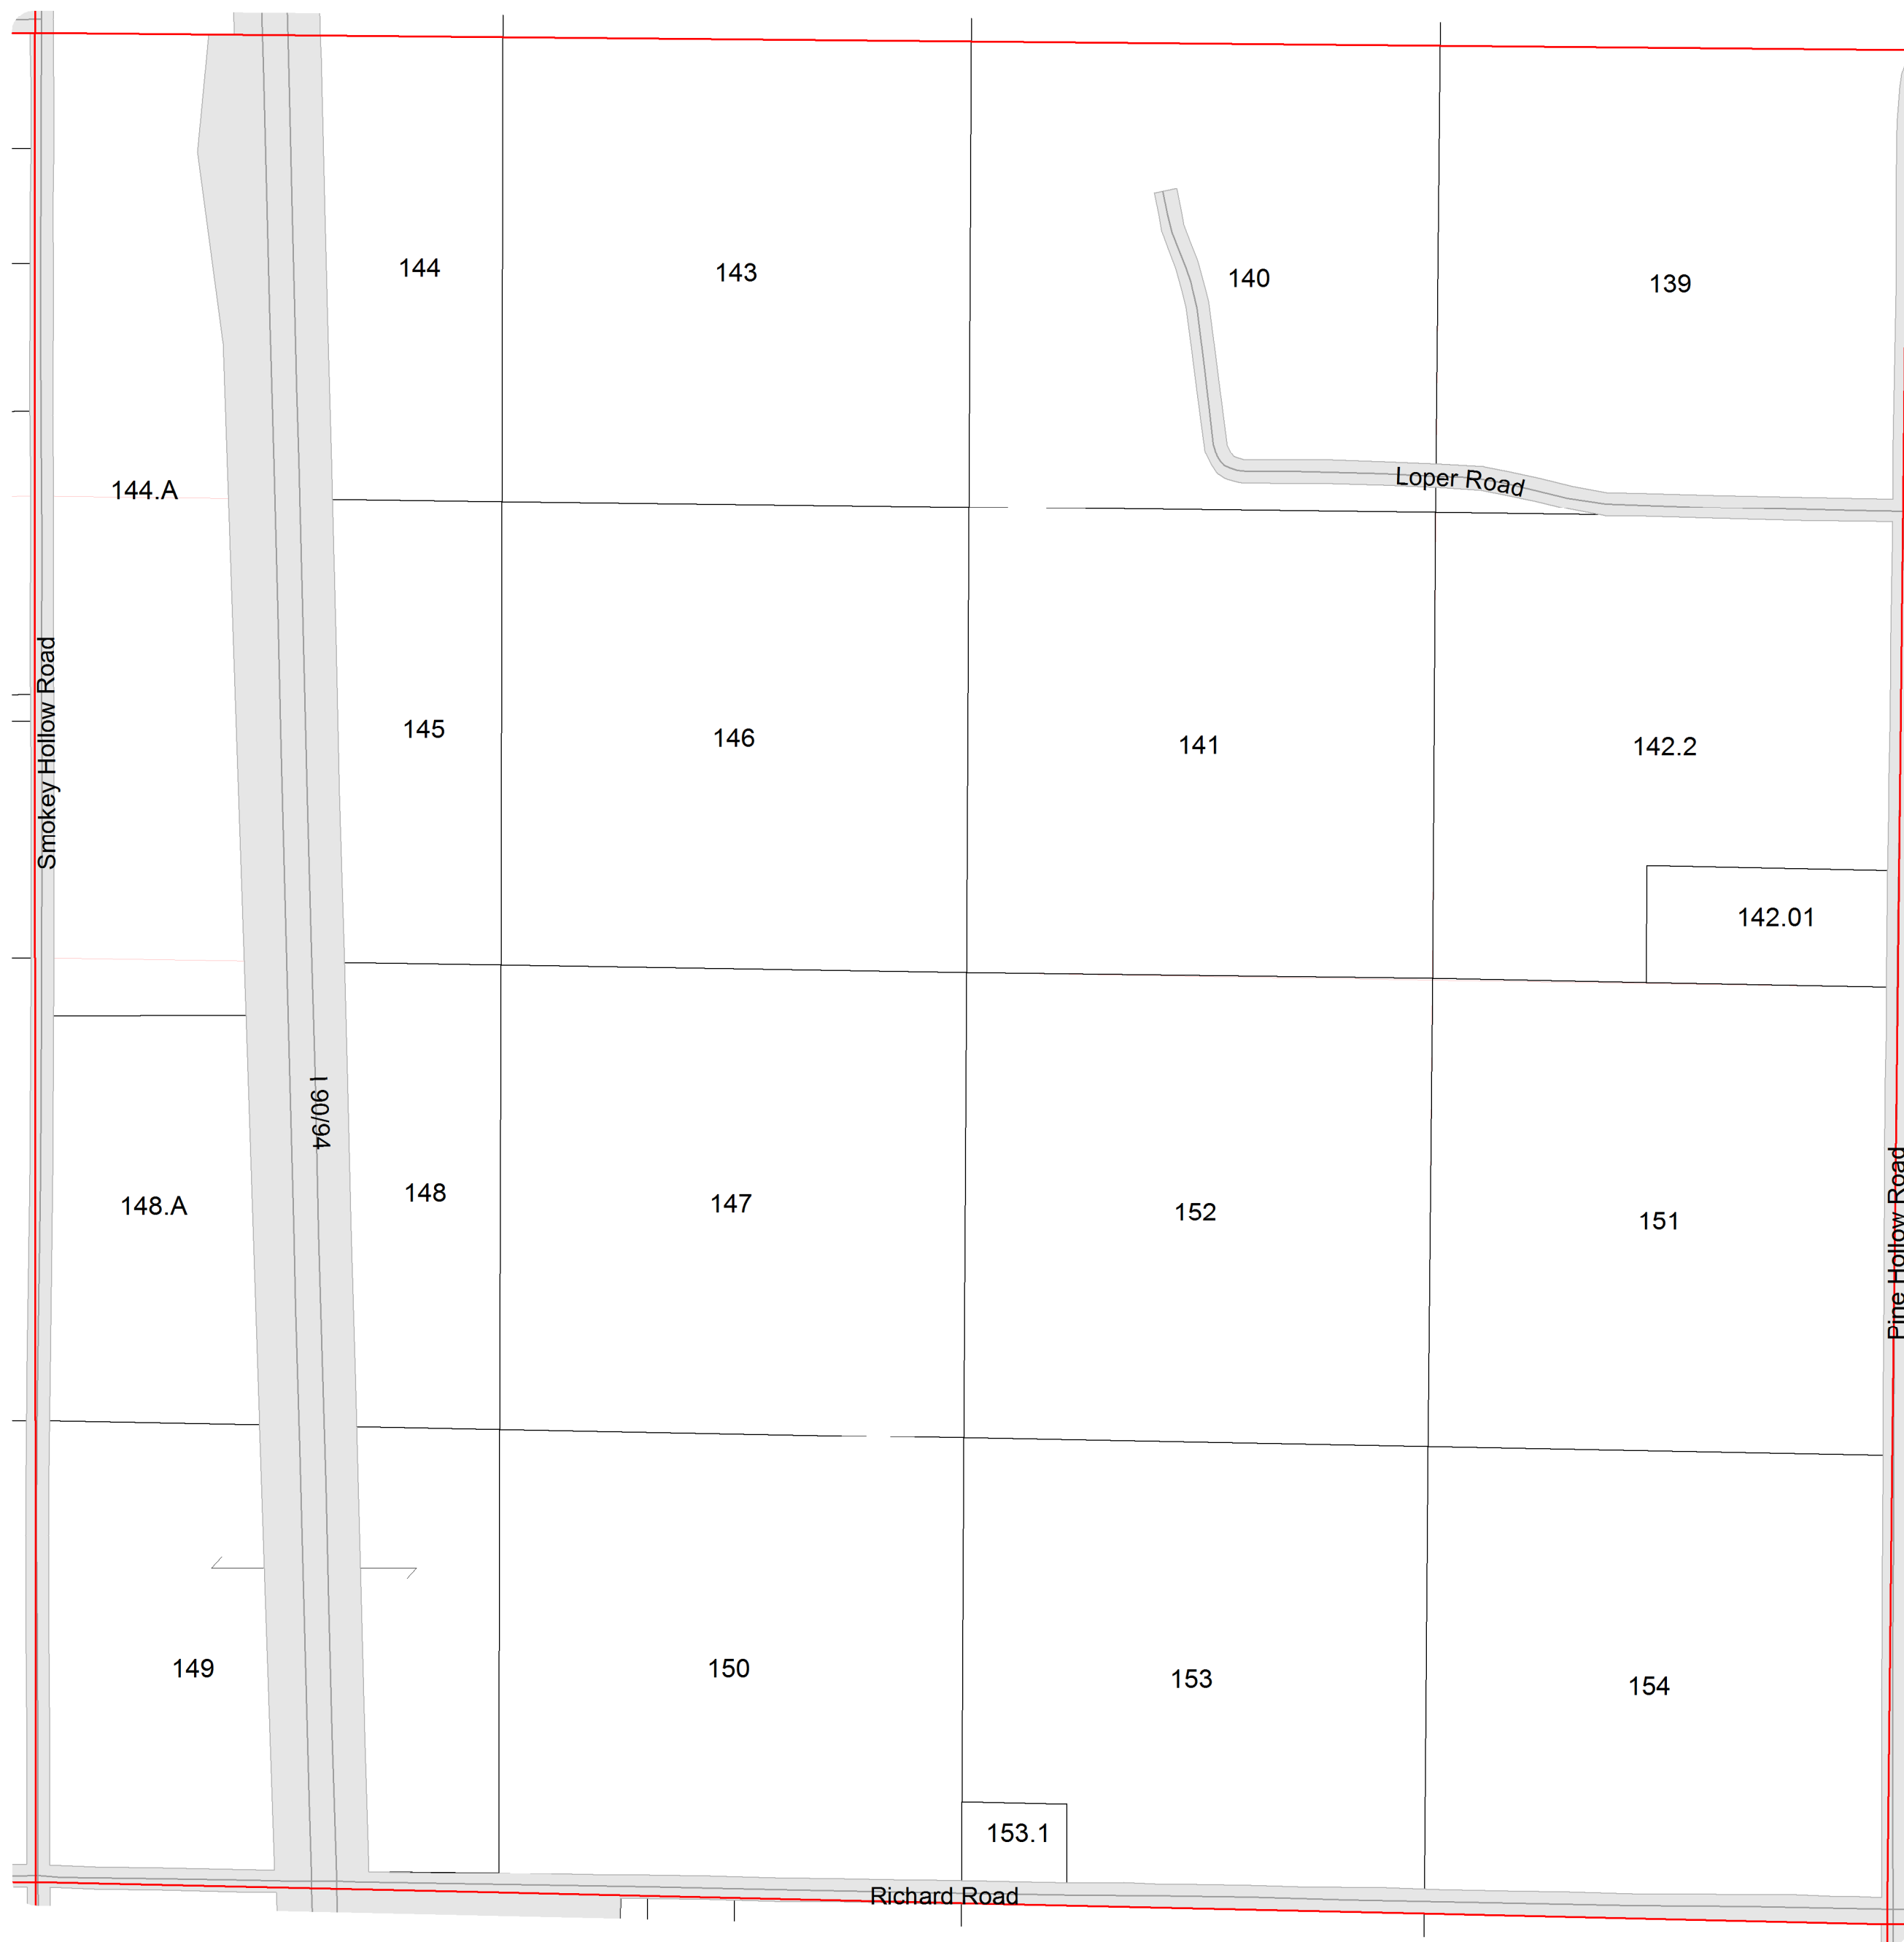 144
143
140
139
Loper Road
144.A
Smokey Hollow Road
145
146
141
142.2
142.01
I 90/94
148.A
148
147
152
151
Pine Hollow Road
149
150
153
154
153.1
Richard Road